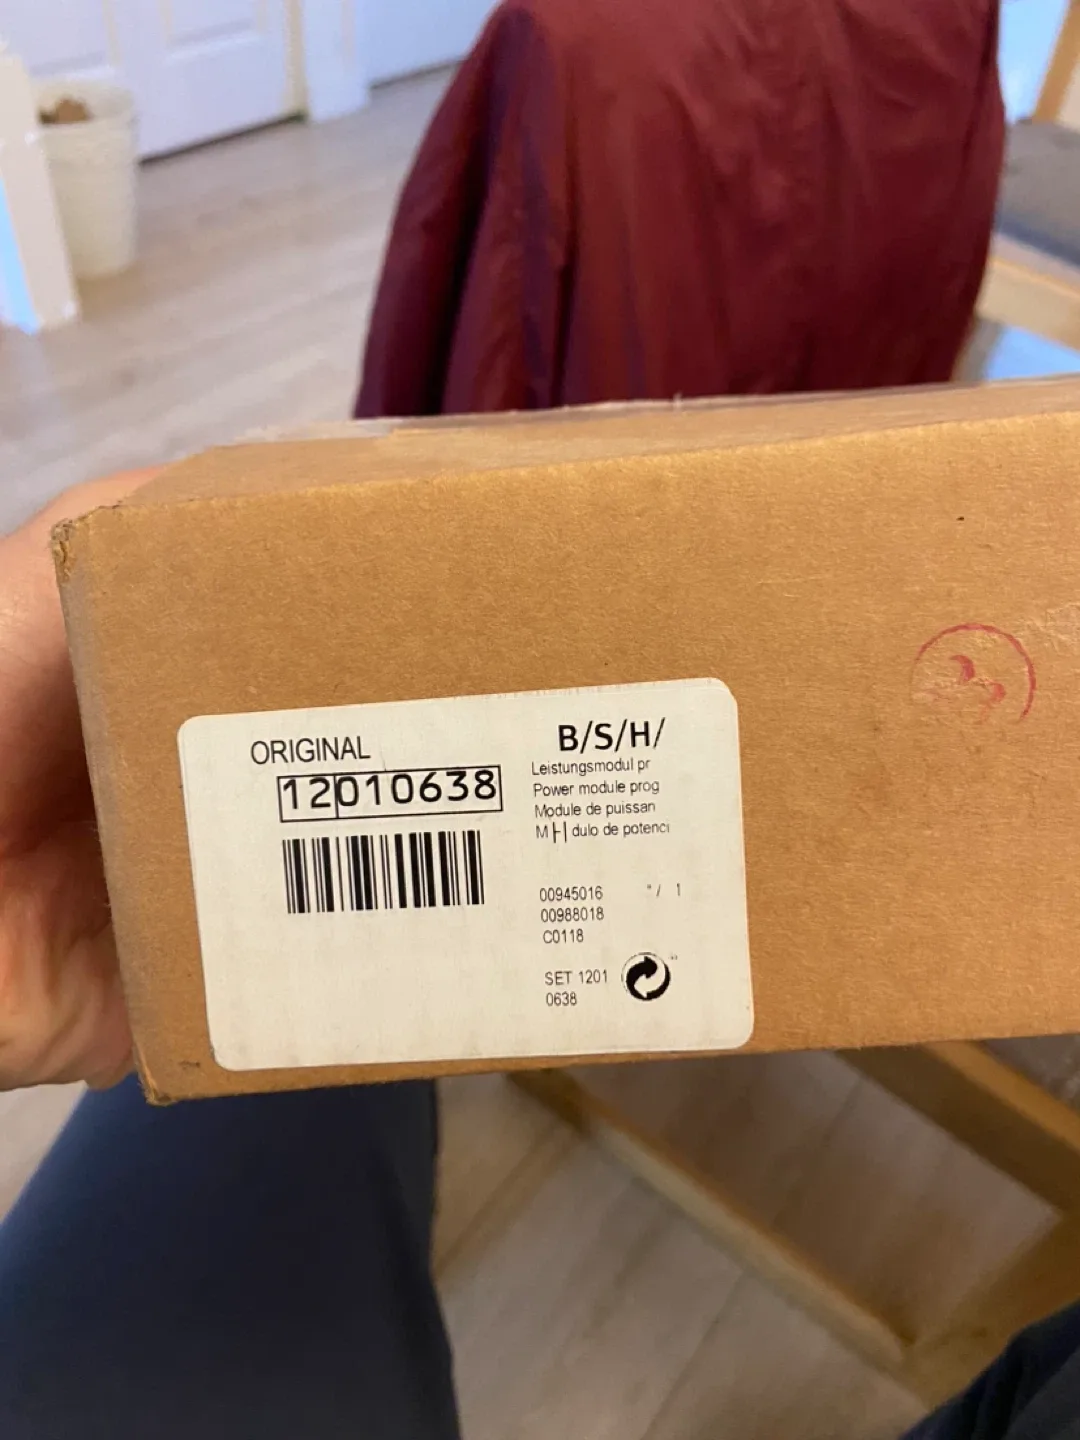 ORIGINAL
12010638
B/S/H/
Leistungsmodul pr
Power module prog
Module de puissan
M├┤dulo de potenci
00945016 "/ 1
00988018
C0118
SET 1201
0638